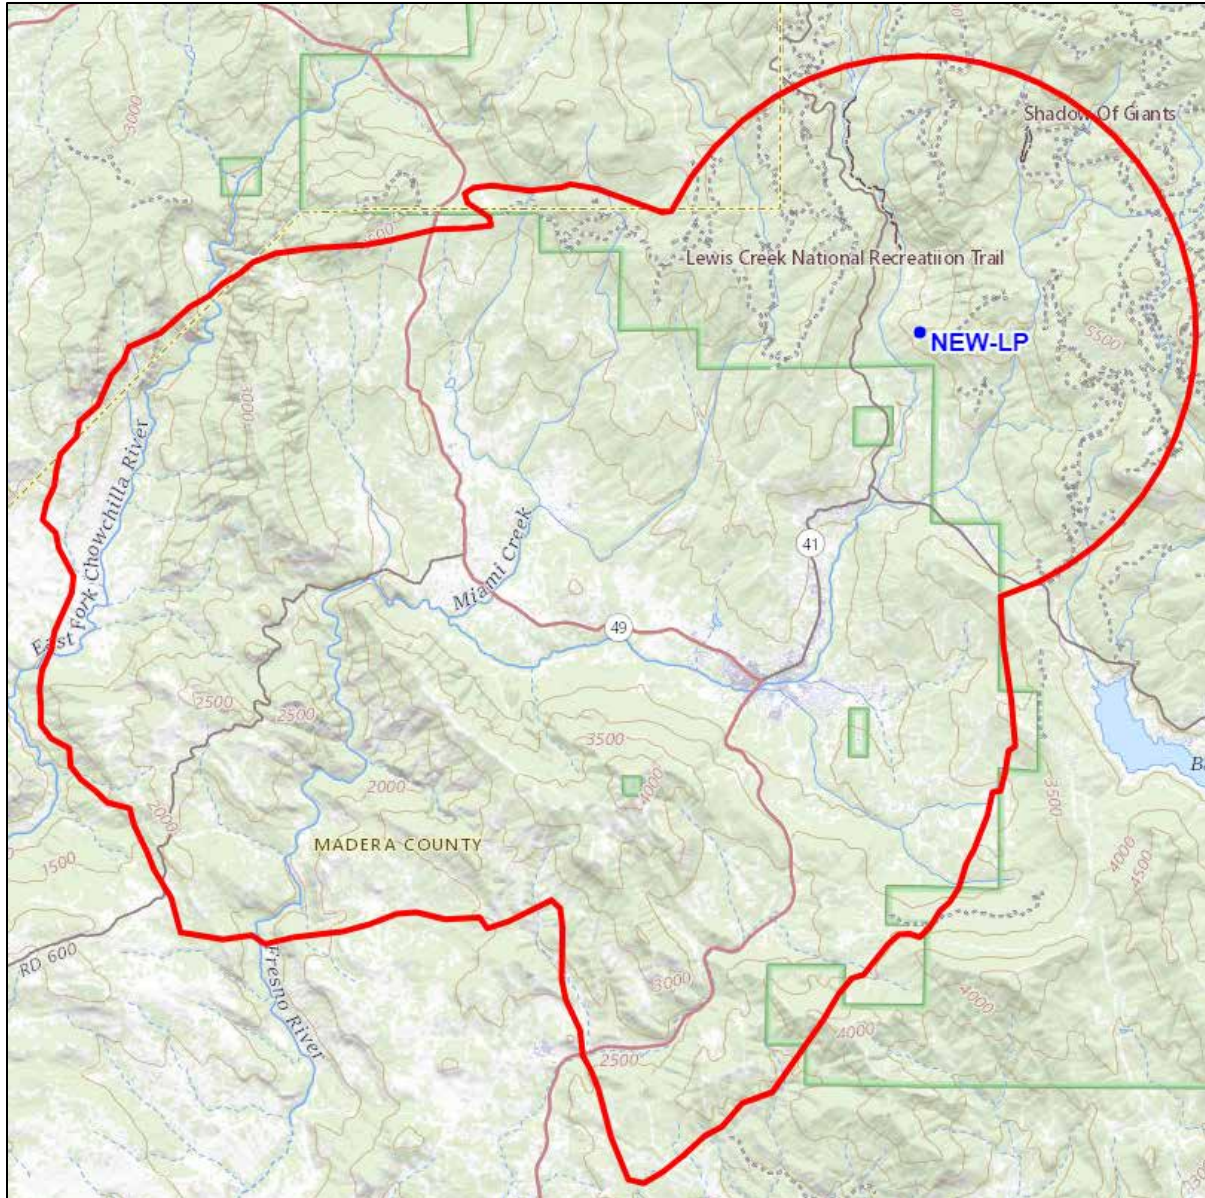 3000
Shadow Of Giants
3500
Lewis Creek National Recreatiion Trail
NEW-LP
5500
3000
East Fork Chowchilla River
Miami Creek
41
49
2500
2500
3500
2000
4000
3500
2000
MADERA COUNTY
1500
4000
4500
RD 600
Fresno River
3000
4000
4000
2500